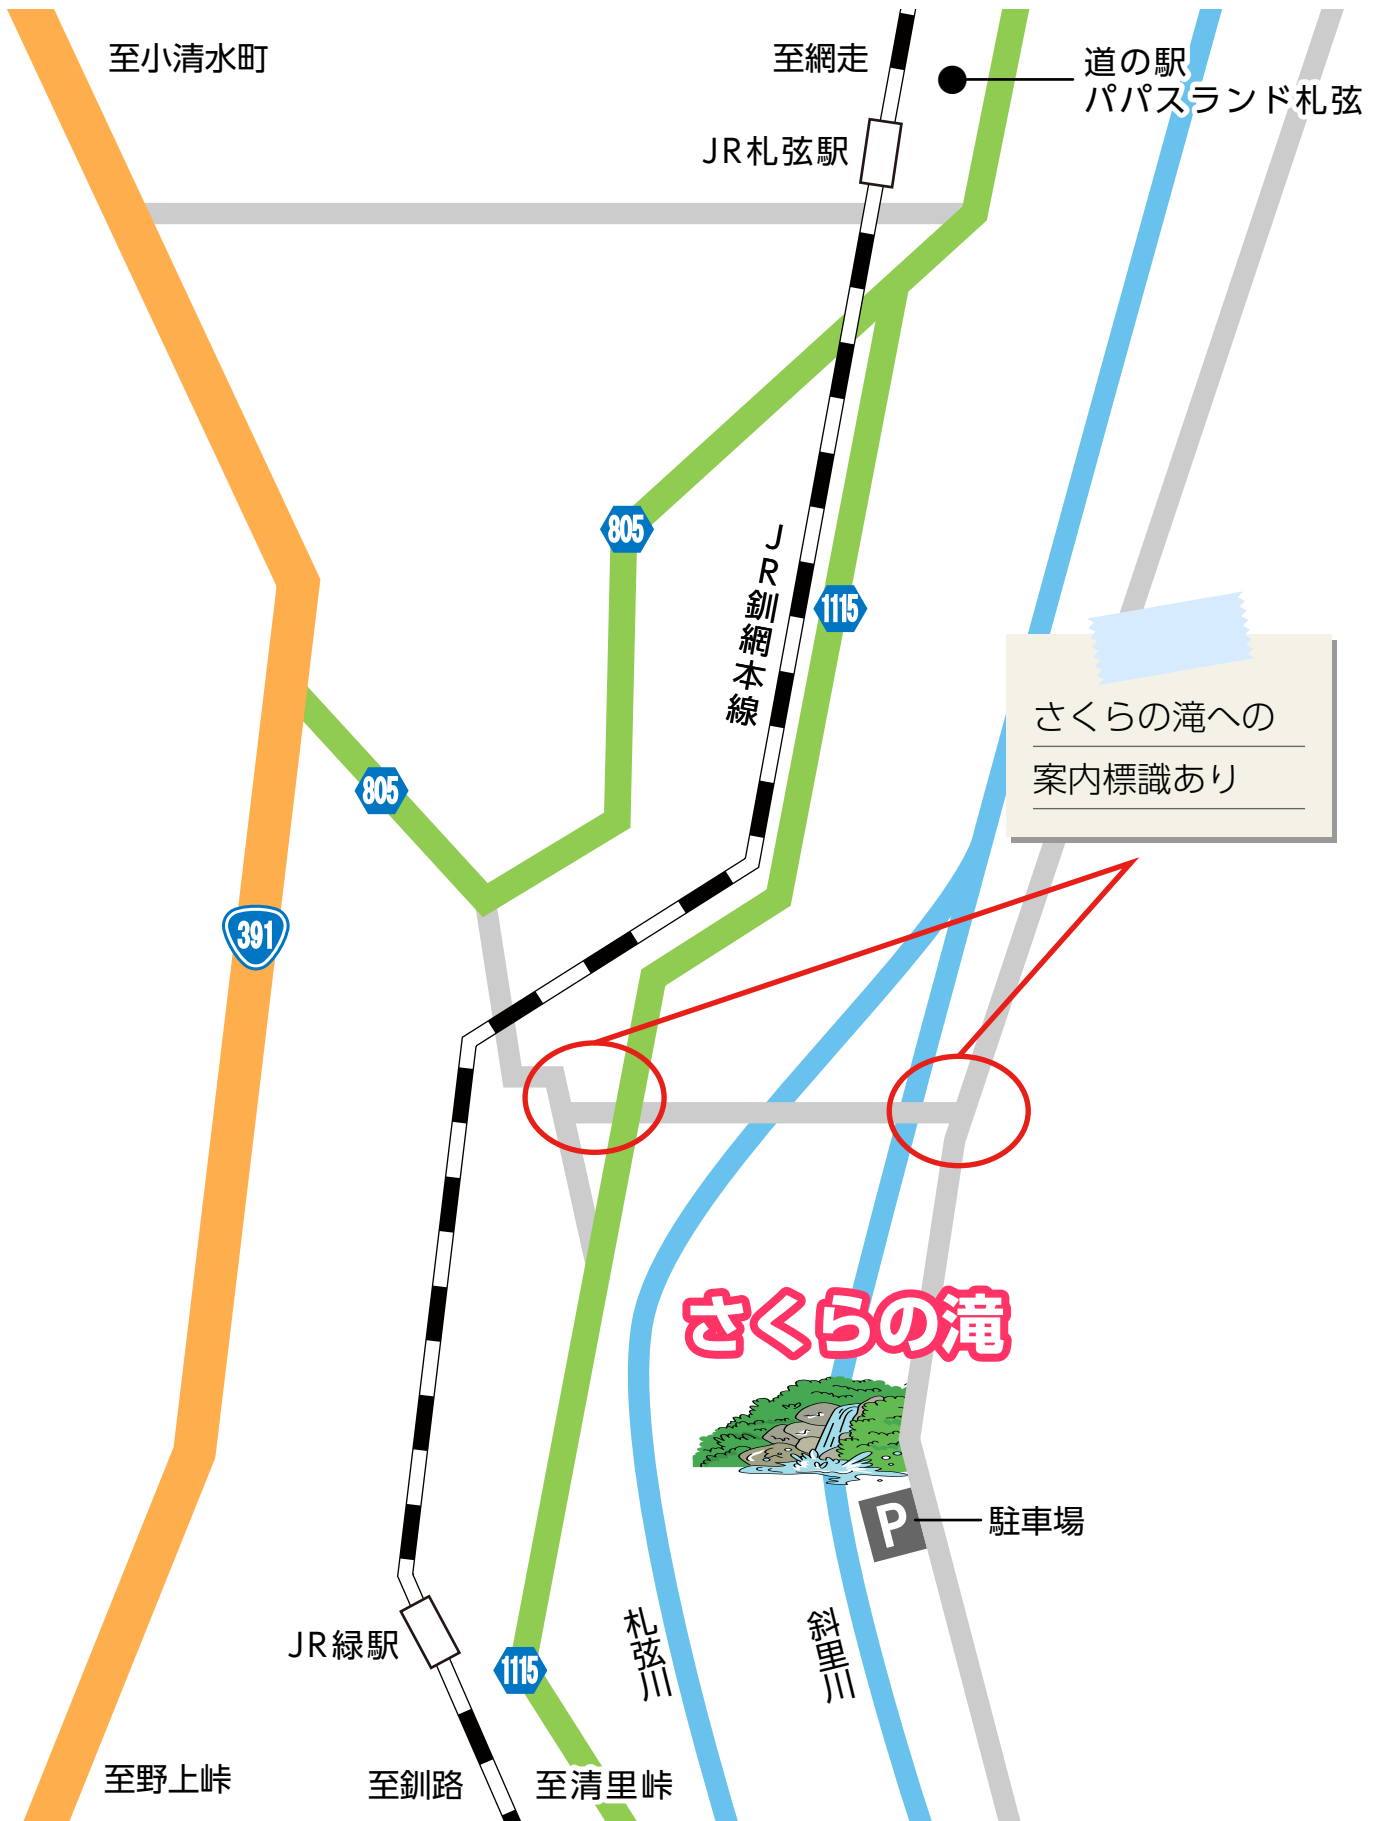 至小清水町
至網走
道の駅
パパスランド札弦
JR札弦駅
805
JR釧網本線
1115
さくらの滝への
案内標識あり
805
391
さくらの滝
P
駐車場
札弦川
斜里川
JR緑駅
1115
至野上峠
至釧路
至清里峠